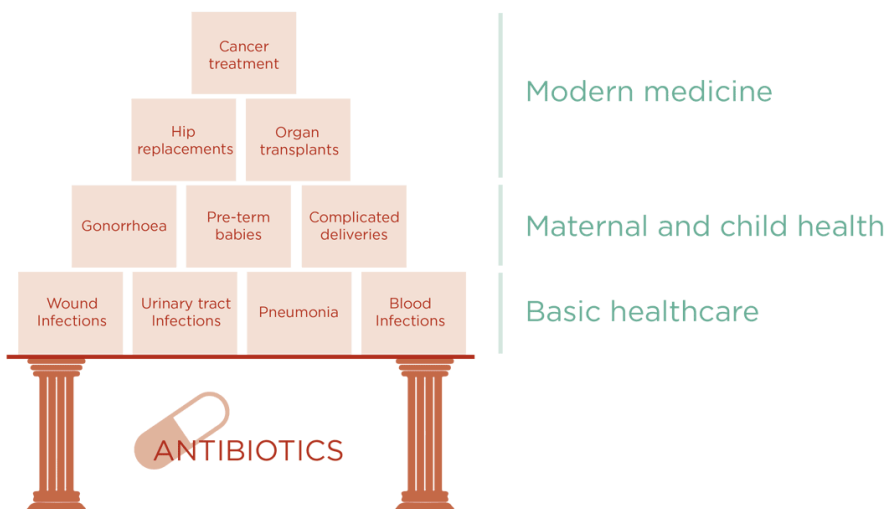 Cancer
treatment
Modern medicine
Hip
replacements
Organ
transplants
Gonorrhoea
Pre-term
babies
Complicated
deliveries
Maternal and child health
Wound
Infections
Urinary tract
Infections
Pneumonia
Blood
Infections
Basic healthcare
ANTIBIOTICS